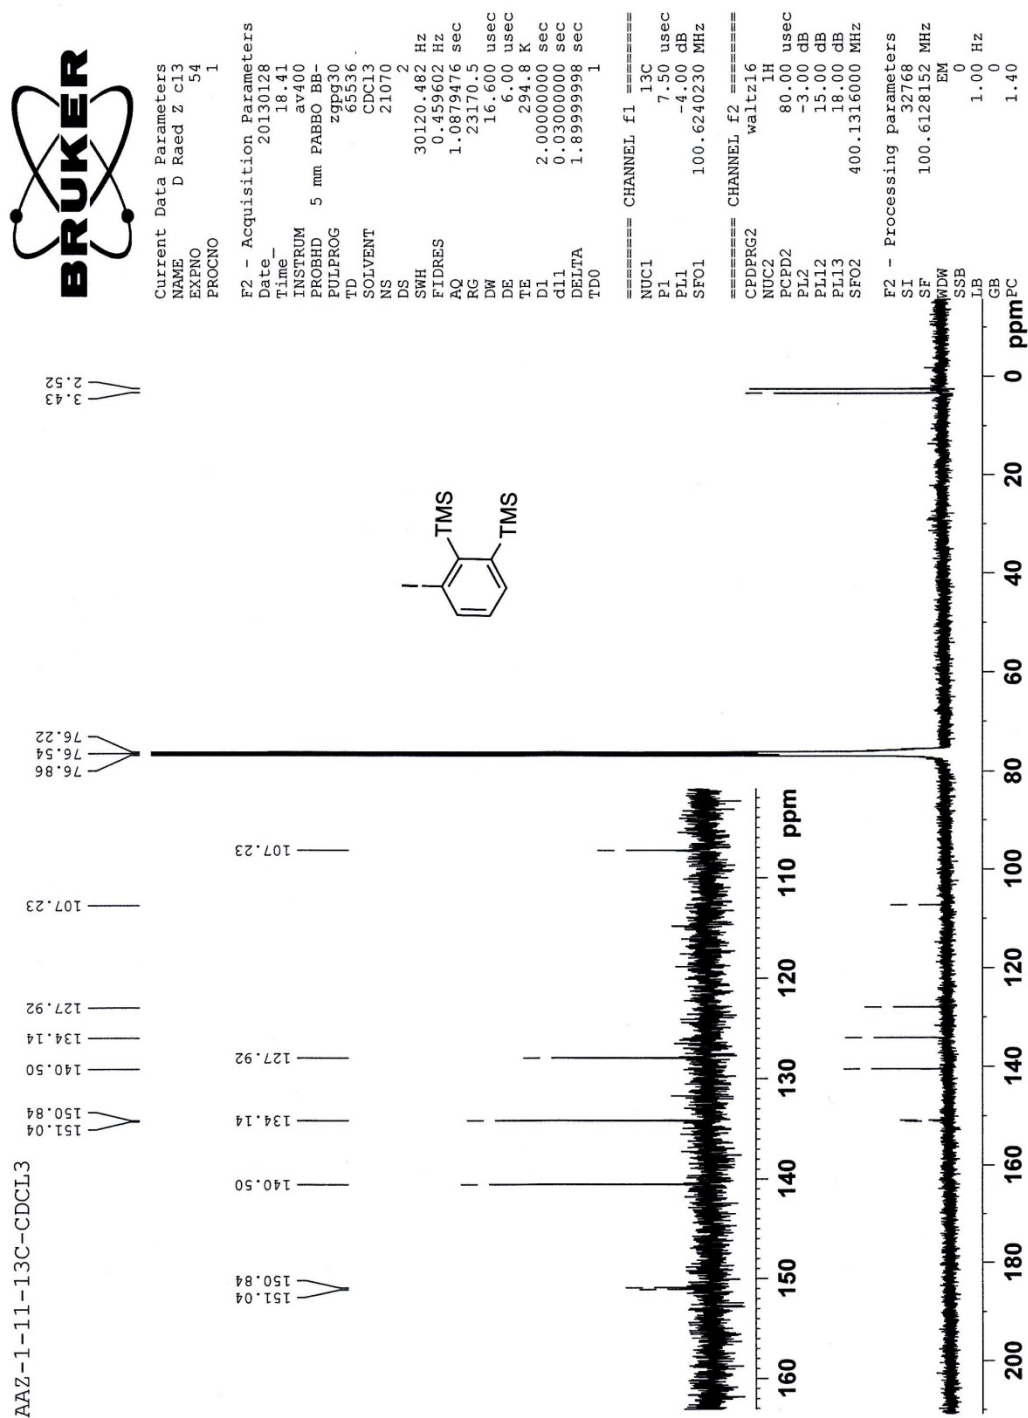 AAZ-1-11-13C-CDCL3
151.04
150.84
140.50
134.14
127.92
107.23
76.86
76.54
76.22
3.43
2.52
BRUKER
Current Data Parameters
NAME D Raed Z c13
EXPNO 54
PROCNO 1
F2 - Acquisition Parameters
Date_ 20130128
Time 18.41
INSTRUM av400
PROBHD 5 mm PABBO BB-
PULPROG zgpg30
TD 65536
SOLVENT CDCl3
NS 21070
DS 2
SWH 30120.482 Hz
FIDRES 0.459602 Hz
AQ 1.0879476 sec
RG 23170.5
DW 16.600 usec
DE 6.00 usec
TE 294.8 K
D1 2.00000000 sec
d11 0.03000000 sec
DELTA 1.89999998 sec
TD0 1
======== CHANNEL f1 ========
NUC1 13C
P1 7.50 usec
PL1 -4.00 dB
SFO1 100.6240230 MHz
======== CHANNEL f2 ========
CPDPRG2 waltz16
NUC2 1H
PCPD2 80.00 usec
PL2 -3.00 dB
PL12 15.00 dB
PL13 18.00 dB
SFO2 400.1316000 MHz
F2 - Processing parameters
SI 32768
SF 100.6128152 MHz
WDW EM
SSB 0
LB 1.00 Hz
GB 0
PC 1.40
151.04
150.84
140.50
134.14
127.92
107.23
I
TMS
TMS
160 150 140 130 120 110 ppm
200 180 160 140 120 100 80 60 40 20 0 ppm